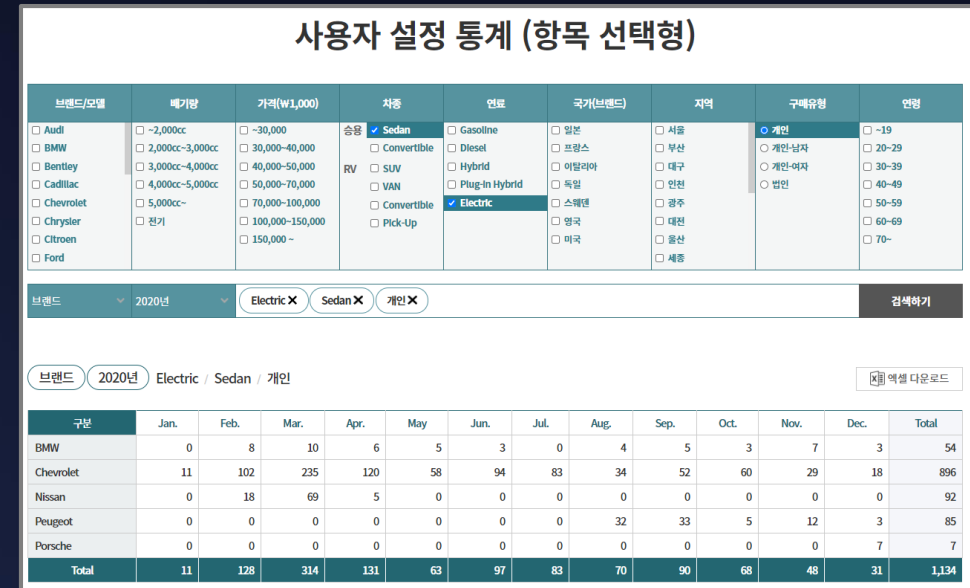 사용자 설정 통계 (항목 선택형)
브랜드/모델 배기량 가격(₩1,000) 차종 연료 국가(브랜드) 지역 구매유형 연령
Audi ~2,000cc ~30,000 승용 Sedan Gasoline 일본 서울 개인 ~19
BMW 2,000cc~3,000cc 30,000~40,000 Convertible Diesel 프랑스 부산 개인-남자 20~29
Bentley 3,000cc~4,000cc 40,000~50,000 RV SUV Hybrid 이탈리아 대구 개인-여자 30~39
Cadillac 4,000cc~5,000cc 50,000~70,000 VAN Plug-In Hybrid 독일 인천 법인 40~49
Chevrolet 5,000cc~ 70,000~100,000 Convertible Electric 스웨덴 광주 50~59
Chrysler 전기 100,000~150,000 Pick-Up 영국 대전 60~69
Citroen 150,000 ~ 미국 울산 70~
Ford 세종
브랜드 2020년 Electric X Sedan X 개인 X 검색하기
브랜드 2020년 Electric / Sedan / 개인 엑셀 다운로드
구분 Jan. Feb. Mar. Apr. May Jun. Jul. Aug. Sep. Oct. Nov. Dec. Total
BMW 0 8 10 6 5 3 0 4 5 3 7 3 54
Chevrolet 11 102 235 120 58 94 83 34 52 60 29 18 896
Nissan 0 18 69 5 0 0 0 0 0 0 0 0 92
Peugeot 0 0 0 0 0 0 0 32 33 5 12 3 85
Porsche 0 0 0 0 0 0 0 0 0 0 0 7 7
Total 11 128 314 131 63 97 83 70 90 68 48 31 1,134